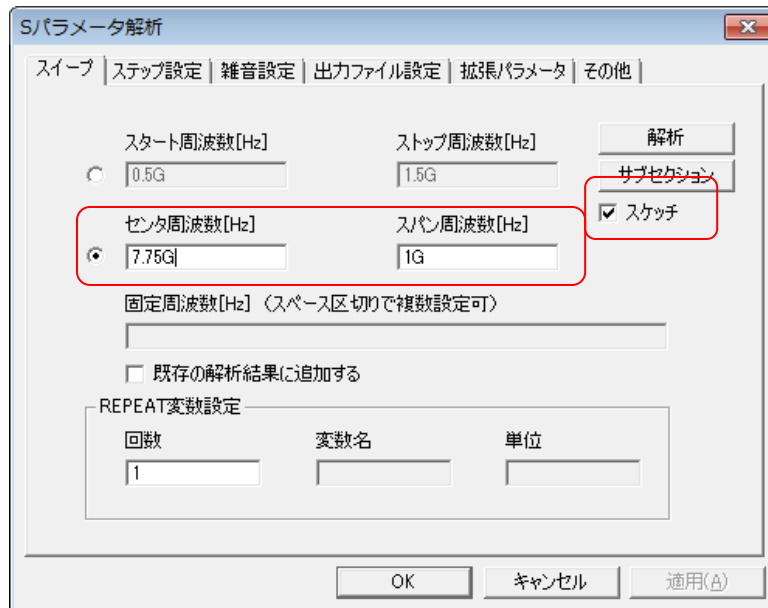 Sパラメータ解析
スイープ ステップ設定 雑音設定 出力ファイル設定 拡張パラメータ その他
スタート周波数[Hz] ストップ周波数[Hz] 解析
0.5G 1.5G サブセクション
センタ周波数[Hz] スパン周波数[Hz] スケッチ
7.75G 1G
固定周波数[Hz] (スペース区切りで複数設定可)
既存の解析結果に追加する
REPEAT変数設定
回数 変数名 単位
1
OK キャンセル 適用(A)